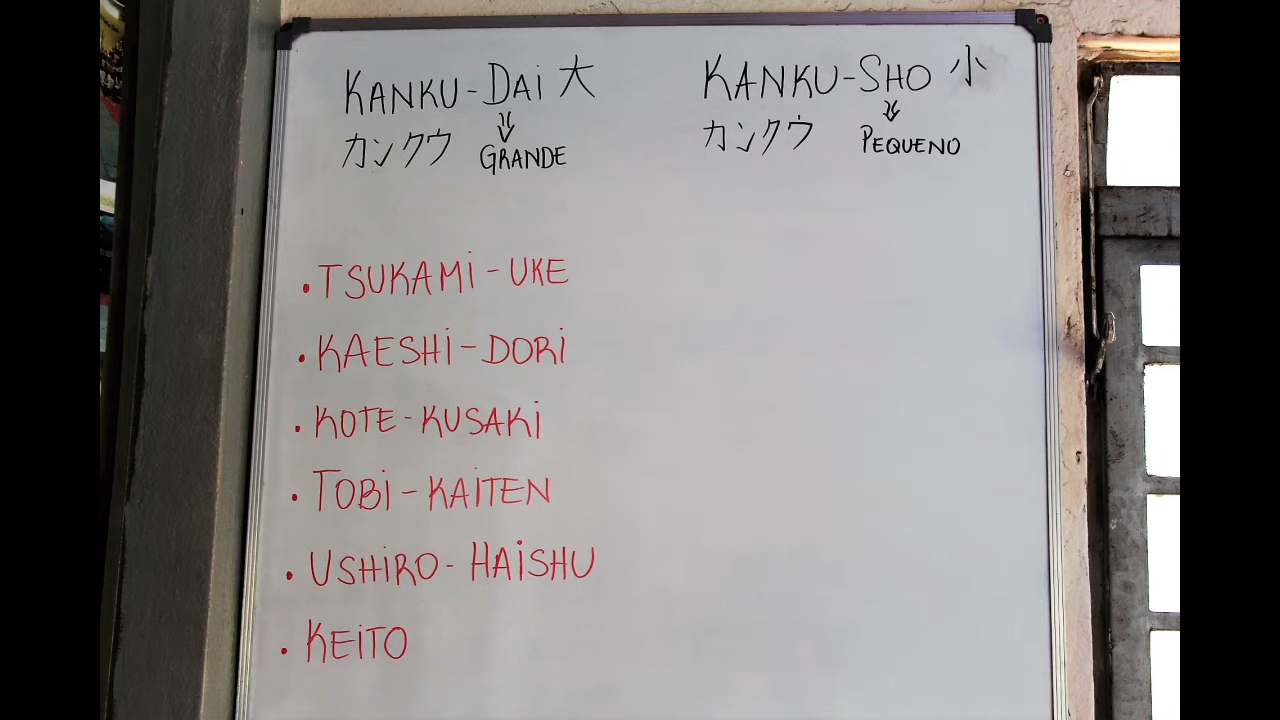 KANKU-DAi 大
カンクウ
GRANDE
KANKU-SHO 小
カンクウ
PEQUENO
• TSUKAMi-UKE
• KAESHi-DORi
• KOTE-KUSAKi
• TOBi-KAiTEN
• USHiRO-HAiSHU
• KEiTO